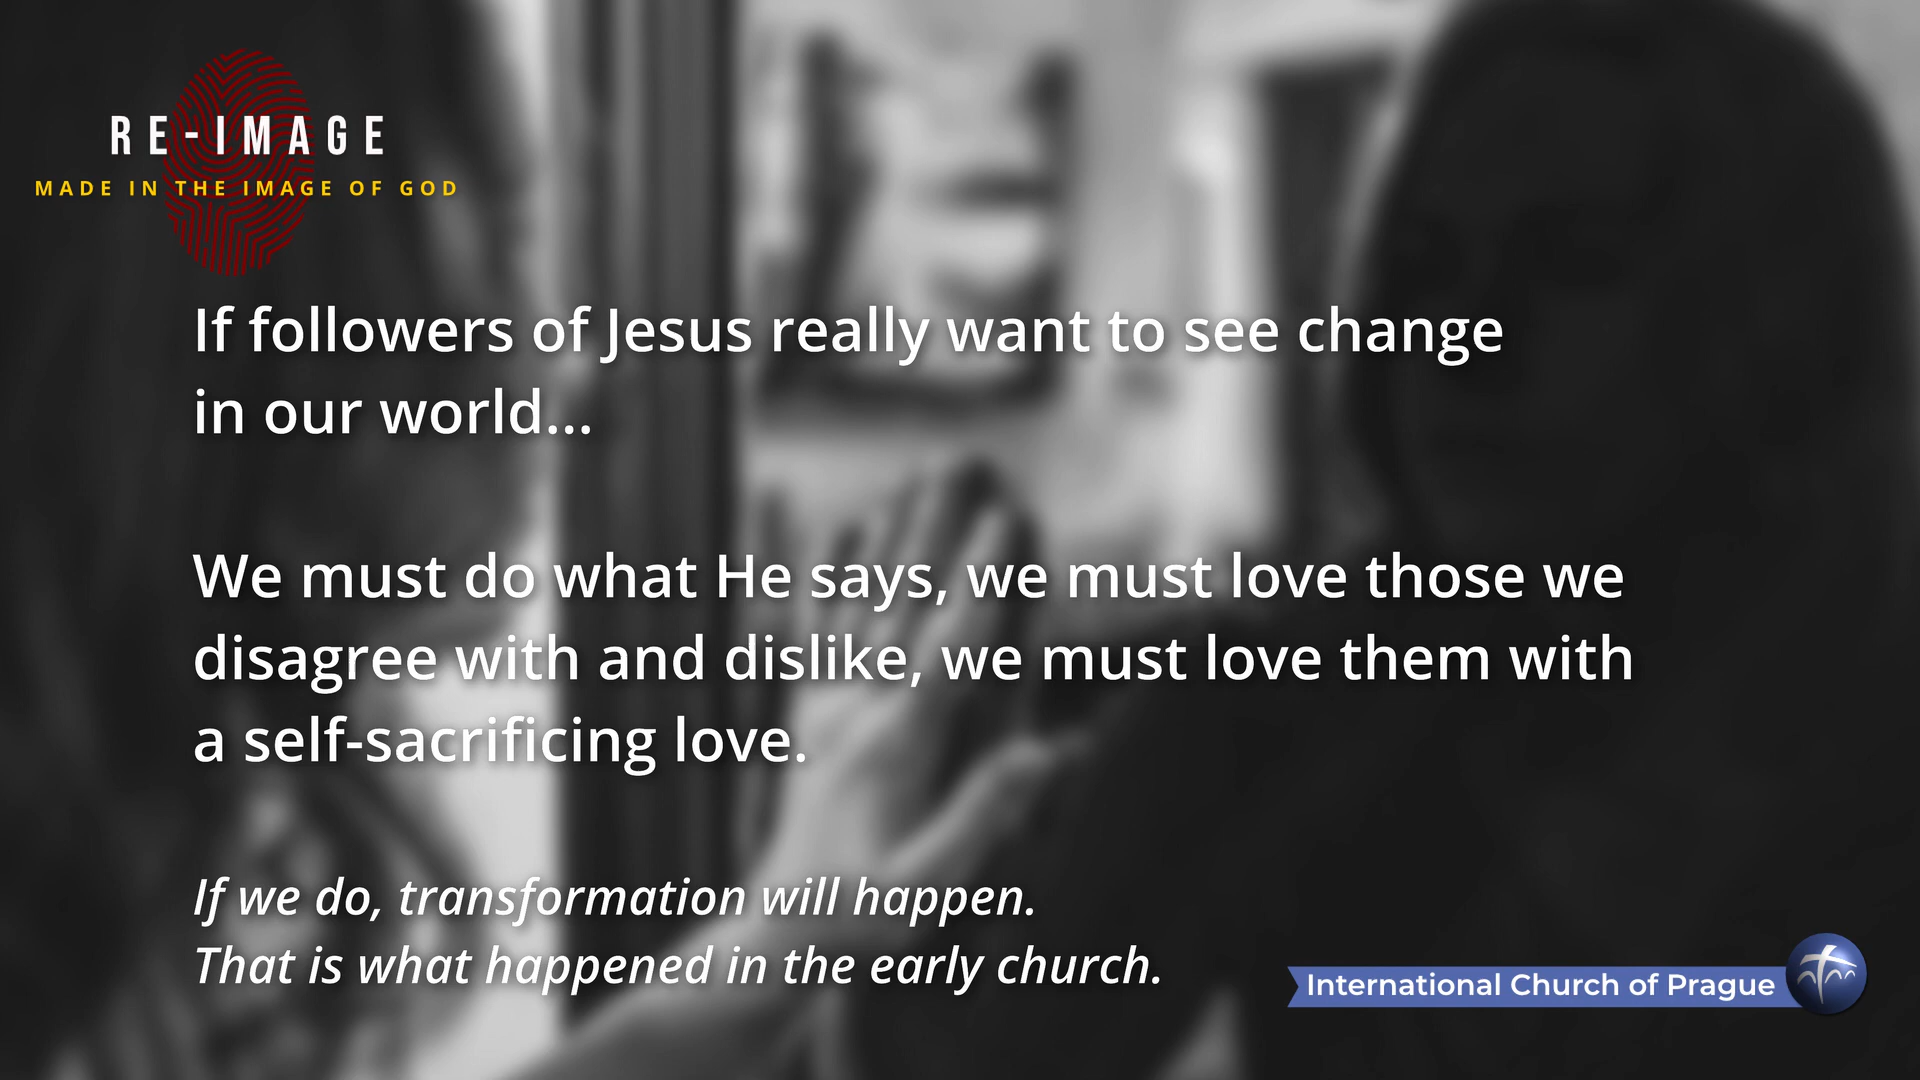 RE-IMAGE
MADE IN THE IMAGE OF GOD
If followers of Jesus really want to see change
in our world...
We must do what He says, we must love those we
disagree with and dislike, we must love them with
a self-sacrificing love.
If we do, transformation will happen.
That is what happened in the early church.
International Church of Prague